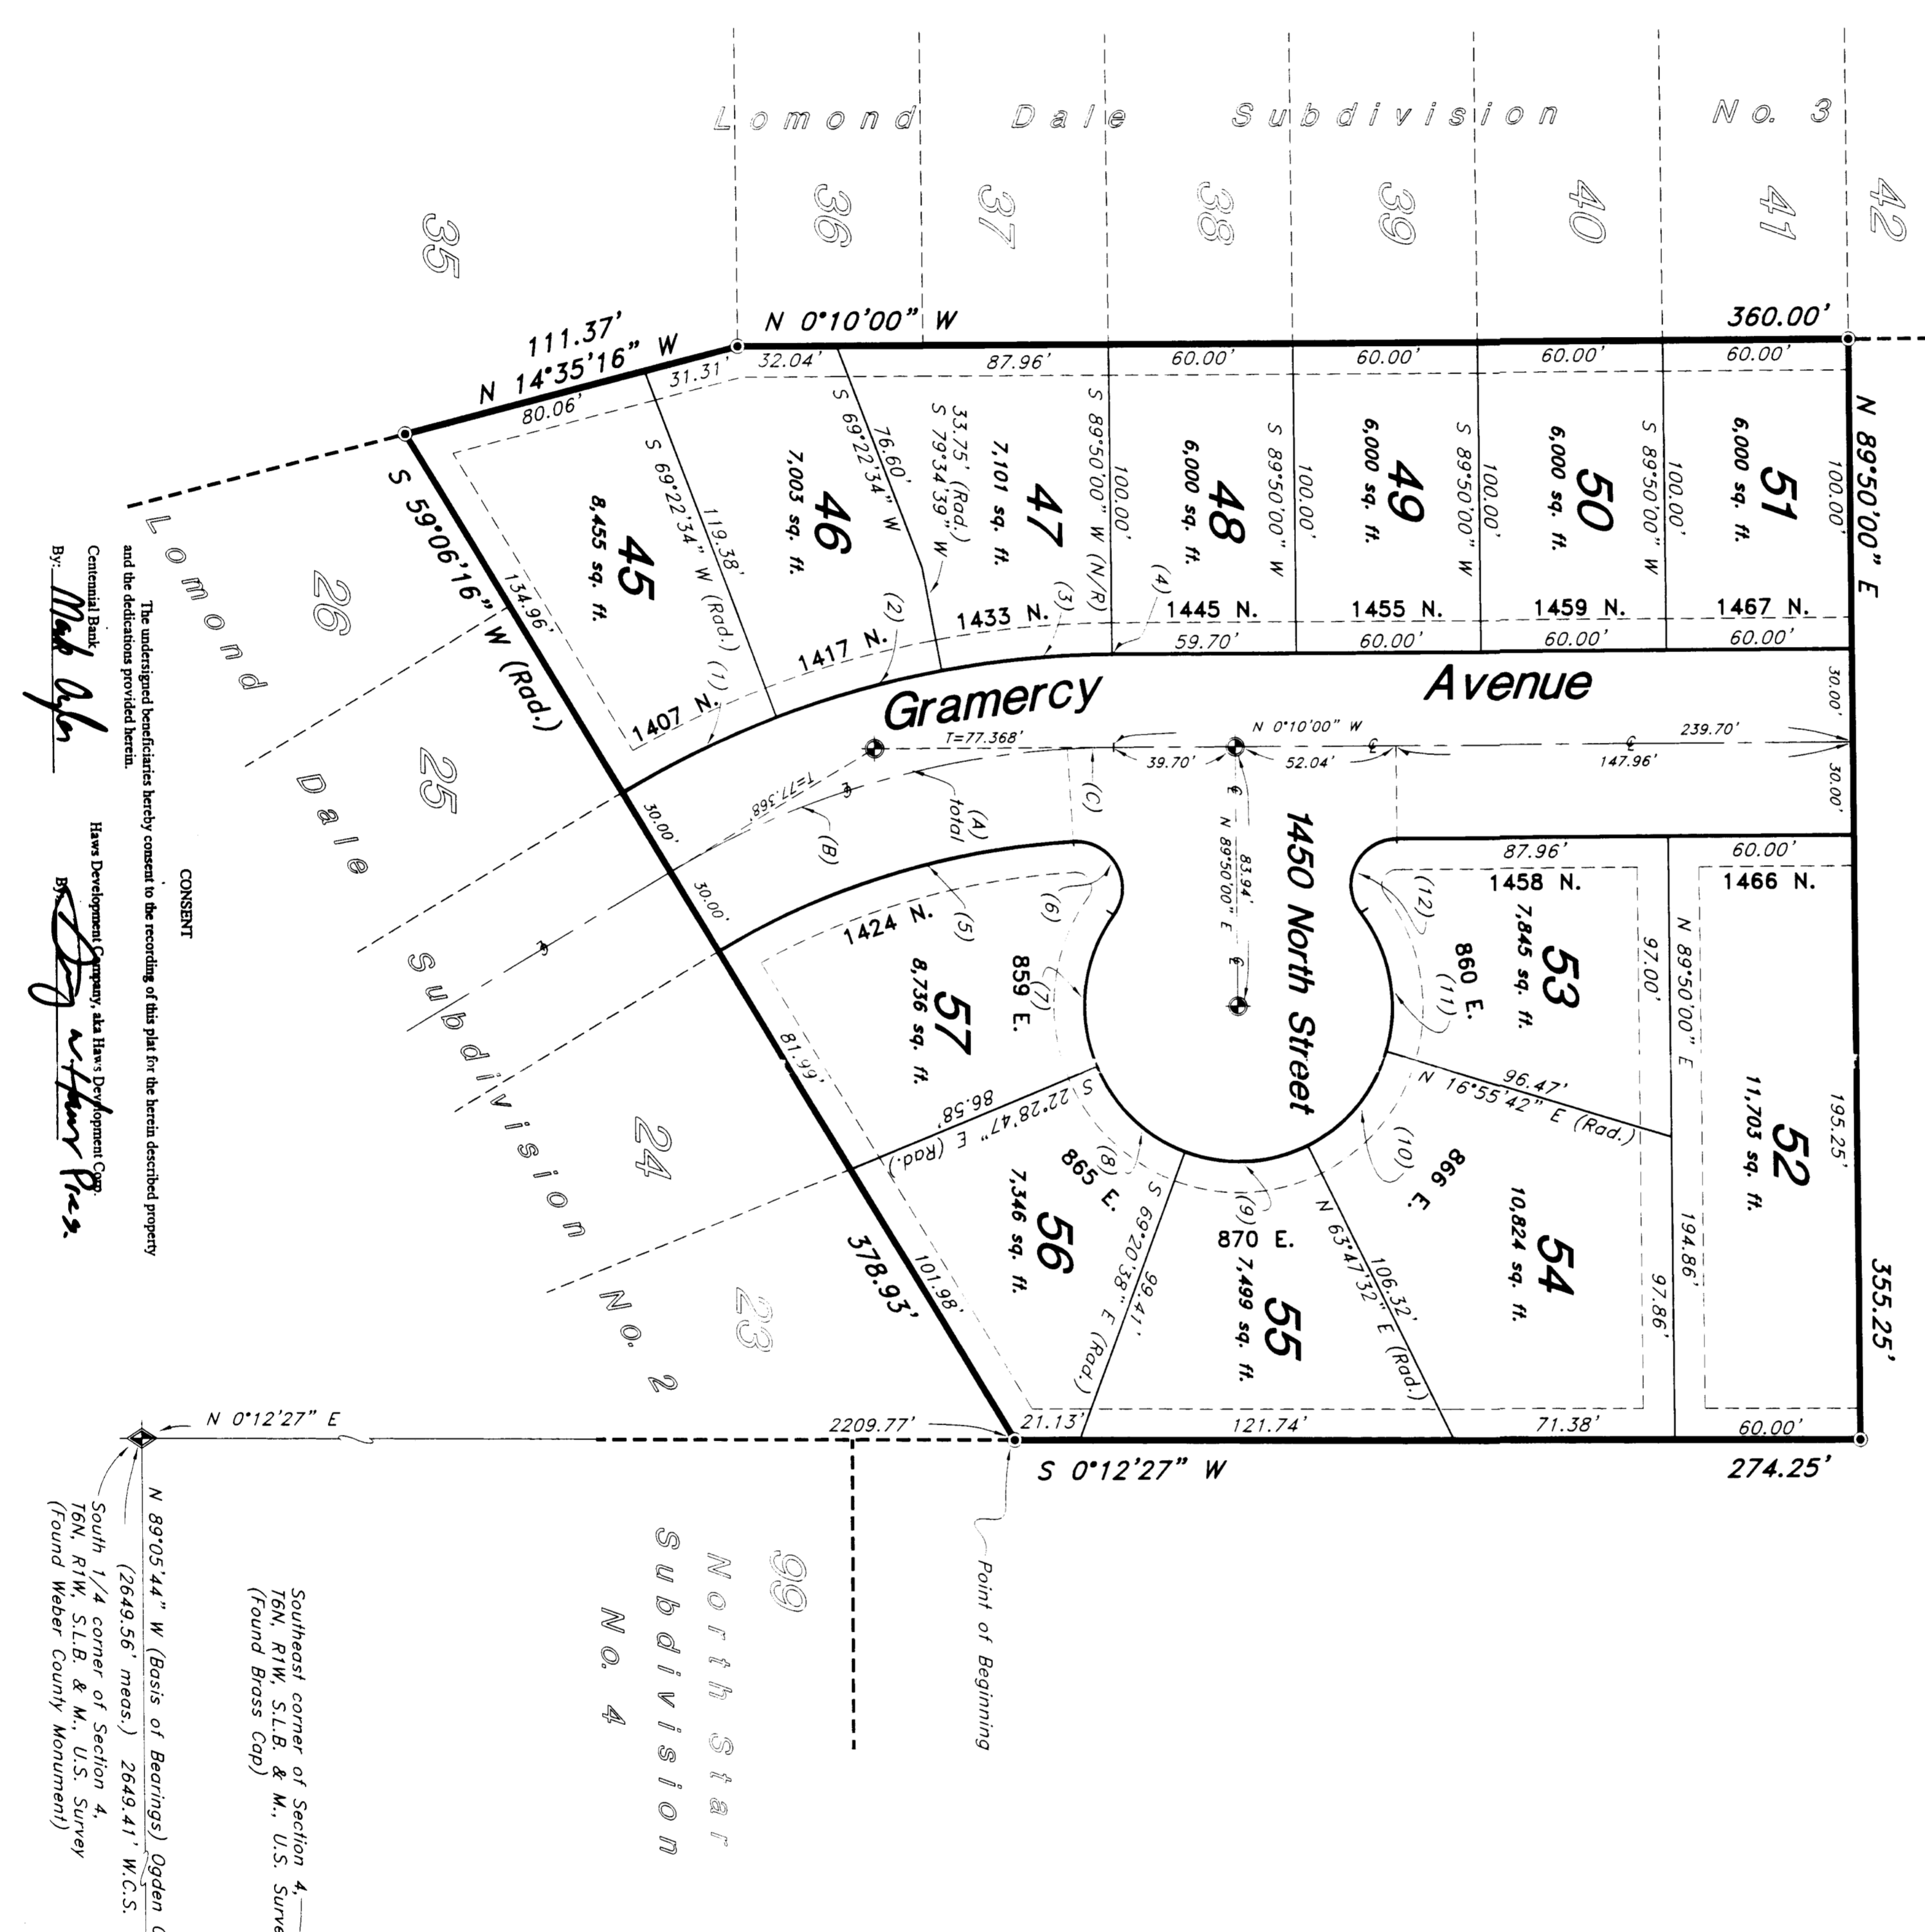 Lomond Dale Subdivision No. 3
35
36
37
38
39
40
41
42
N 0°10'00" W
360.00'
111.37'
N 14°35'16" W
31.31'
80.06'
32.04'
87.96'
60.00'
60.00'
60.00'
60.00'
N 89°50'00" E
355.25'
S 59°06'16" W (Rad.)
134.96'
45
8,455 sq. ft.
119.38'
S 69°22'34" W (Rad.)
1407 N.
(1)
46
7,003 sq. ft.
76.60'
S 69°22'34" W
1417 N.
(2)
33.75' (Rad.)
S 79°34'39" W
47
7,101 sq. ft.
1433 N.
(3)
100.00'
S 89°50'00" W (N/R)
(4)
48
6,000 sq. ft.
1445 N.
59.70'
100.00'
S 89°50'00" W
49
6,000 sq. ft.
1455 N.
60.00'
100.00'
S 89°50'00" W
50
6,000 sq. ft.
1459 N.
60.00'
100.00'
S 89°50'00" W
51
6,000 sq. ft.
1467 N.
60.00'
100.00'
Gramercy Avenue
30.00'
30.00'
T=77.368'
N 0°10'00" W
239.70'
39.70'
52.04'
147.96'
T=77.368'
(A)
total
(B)
(C)
30.00'
30.00'
83.94'
N 89°50'00" E
1450 North Street
87.96'
1458 N.
60.00'
1466 N.
(12)
53
7,845 sq. ft.
860 E.
(11)
97.00'
N 89°50'00" E
194.86'
52
11,703 sq. ft.
195.25'
96.47'
N 16°55'42" E (Rad.)
(10)
866 E.
54
10,824 sq. ft.
97.86'
106.32'
N 63°47'32" E (Rad.)
(9)
870 E.
55
7,499 sq. ft.
S 69°20'38" E (Rad.)
99.41'
(8)
865 E.
56
7,346 sq. ft.
101.98'
S 22°28'47" E (Rad.)
86.58'
(5)
(6)
(7)
1424 N.
859 E.
57
8,736 sq. ft.
81.99'
378.93'
21.13'
121.74'
71.38'
60.00'
S 0°12'27" W
274.25'
2209.77'
N 0°12'27" E
Point of Beginning
Lomond Dale Subdivision No. 2
26
25
24
23
99
North Star
Subdivision
No. 4
N 89°05'44" W (Basis of Bearings) Ogden
(2649.56' meas.) 2649.41' W.C.S.
South 1/4 corner of Section 4,
T6N, R1W, S.L.B. & M., U.S. Survey
(Found Weber County Monument)
Southeast corner of Section 4,
T6N, R1W, S.L.B. & M., U.S. Surve
(Found Brass Cap)
CONSENT
The undersigned beneficiaries hereby consent to the recording of this plat for the herein described property
and the dedications provided herein.
Centennial Bank
By:
Haws Development Company, aka Haws Development Corp.
By: